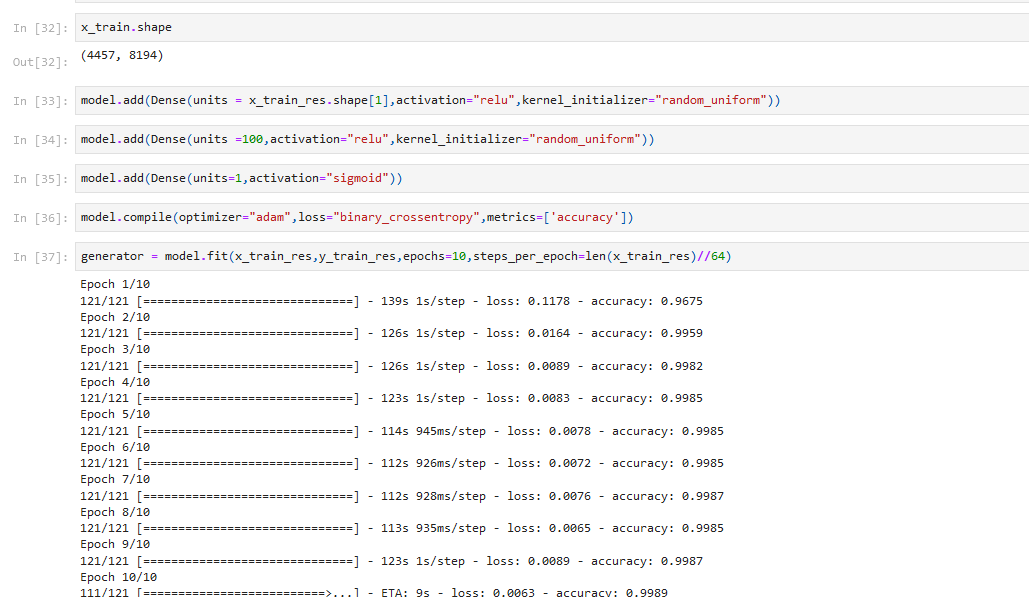 In [32]: x_train.shape
Out[32]: (4457, 8194)
In [33]: model.add(Dense(units = x_train_res.shape[1],activation="relu",kernel_initializer="random_uniform"))
In [34]: model.add(Dense(units =100,activation="relu",kernel_initializer="random_uniform"))
In [35]: model.add(Dense(units=1,activation="sigmoid"))
In [36]: model.compile(optimizer="adam",loss="binary_crossentropy",metrics=['accuracy'])
In [37]: generator = model.fit(x_train_res,y_train_res,epochs=10,steps_per_epoch=len(x_train_res)//64)
Epoch 1/10
121/121 [==============================] - 139s 1s/step - loss: 0.1178 - accuracy: 0.9675
Epoch 2/10
121/121 [==============================] - 126s 1s/step - loss: 0.0164 - accuracy: 0.9959
Epoch 3/10
121/121 [==============================] - 126s 1s/step - loss: 0.0089 - accuracy: 0.9982
Epoch 4/10
121/121 [==============================] - 123s 1s/step - loss: 0.0083 - accuracy: 0.9985
Epoch 5/10
121/121 [==============================] - 114s 945ms/step - loss: 0.0078 - accuracy: 0.9985
Epoch 6/10
121/121 [==============================] - 112s 926ms/step - loss: 0.0072 - accuracy: 0.9985
Epoch 7/10
121/121 [==============================] - 112s 928ms/step - loss: 0.0076 - accuracy: 0.9987
Epoch 8/10
121/121 [==============================] - 113s 935ms/step - loss: 0.0065 - accuracy: 0.9985
Epoch 9/10
121/121 [==============================] - 123s 1s/step - loss: 0.0089 - accuracy: 0.9987
Epoch 10/10
111/121 [==========================>...] - ETA: 9s - loss: 0.0063 - accuracy: 0.9989